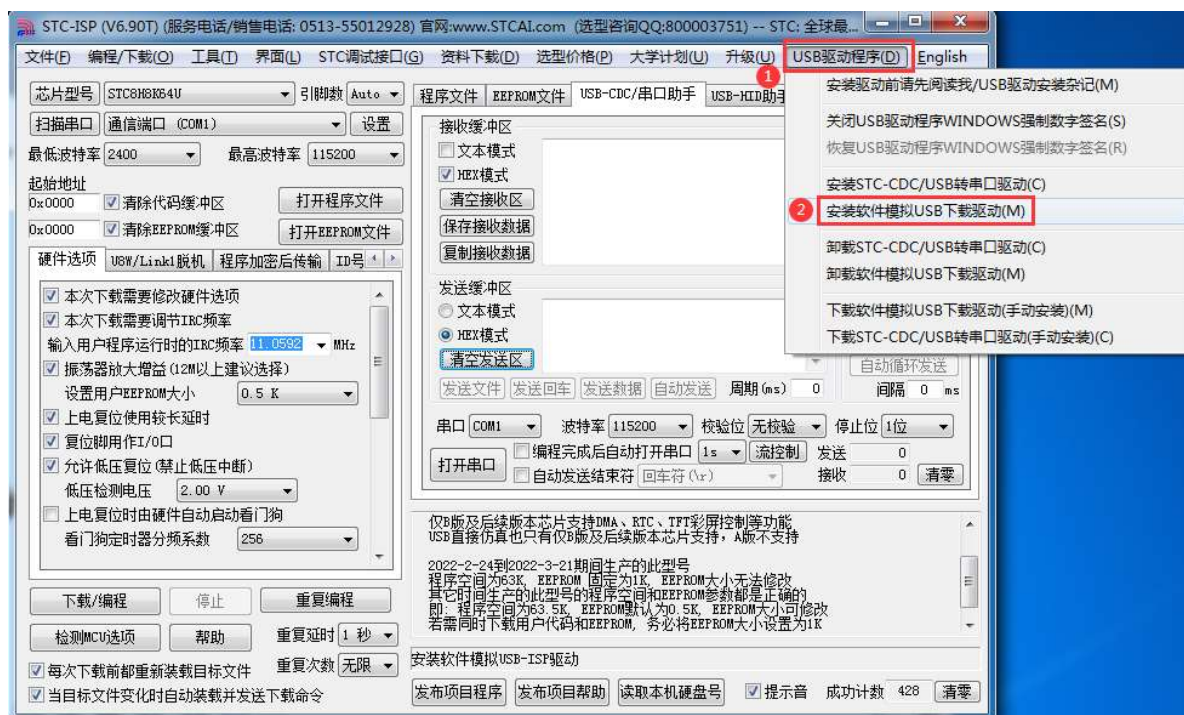 STC-ISP (V6.90T) (服务电话/销售电话: 0513-55012928) 官网:www.STCAI.com (选型咨询QQ:800003751) -- STC: 全球最...
文件(F) 编程/下载(O) 工具(T) 界面(L) STC调试接口(G) 资料下载(D) 选型价格(P) 大学计划(U) 升级(U) USB驱动程序(D) English
1
芯片型号 STC8H8K64U 引脚数 Auto
扫描串口 通信端口 (COM1) 设置
最低波特率 2400 最高波特率 115200
起始地址
0x0000 清除代码缓冲区 打开程序文件
0x0000 清除EEPROM缓冲区 打开EEPROM文件
硬件选项 U8W/Link1脱机 程序加密后传输 ID号
本次下载需要修改硬件选项
本次下载需要调节IRC频率
输入用户程序运行时的IRC频率 11.0592 MHz
振荡器放大增益(12M以上建议选择)
设置用户EEPROM大小 0.5 K
上电复位使用较长延时
复位脚用作I/O口
允许低压复位(禁止低压中断)
低压检测电压 2.00 V
上电复位时由硬件自动启动看门狗
看门狗定时器分频系数 256
下载/编程 停止 重复编程
检测MCU选项 帮助 重复延时 1 秒
每次下载前都重新装载目标文件 重复次数 无限
当目标文件变化时自动装载并发送下载命令
程序文件 EEPROM文件 USB-CDC/串口助手 USB-HID助手
接收缓冲区
文本模式
HEX模式
清空接收区
保存接收数据
复制接收数据
发送缓冲区
文本模式
HEX模式
清空发送区 自动循环发送
发送文件 发送回车 发送数据 自动发送 周期(ms) 0 间隔 0 ms
串口 COM1 波特率 115200 校验位 无校验 停止位 1位
打开串口 编程完成后自动打开串口 1s 流控制 发送 0
自动发送结束符 回车符(\r) 接收 0 清零
仅B版及后续版本芯片支持DMA、RTC、TFT彩屏控制等功能
USB直接仿真也只有仅B版及后续版本芯片支持，A版不支持
2022-2-24到2022-3-21期间生产的此型号
程序空间为63K, EEPROM 固定为1K, EEPROM大小无法修改
其它时间生产的此型号的程序空间和EEPROM参数都是正确的
即: 程序空间为63.5K, EEPROM默认为0.5K, EEPROM大小可修改
若需同时下载用户代码和EEPROM, 务必将EEPROM大小设置为1K
安装软件模拟USB-ISP驱动
发布项目程序 发布项目帮助 读取本机硬盘号 提示音 成功计数 428 清零
安装驱动前请先阅读我/USB驱动安装杂记(M)
关闭USB驱动程序WINDOWS强制数字签名(S)
恢复USB驱动程序WINDOWS强制数字签名(R)
安装STC-CDC/USB转串口驱动(C)
2 安装软件模拟USB下载驱动(M)
卸载STC-CDC/USB转串口驱动(C)
卸载软件模拟USB下载驱动(M)
下载软件模拟USB下载驱动(手动安装)(M)
下载STC-CDC/USB转串口驱动(手动安装)(C)